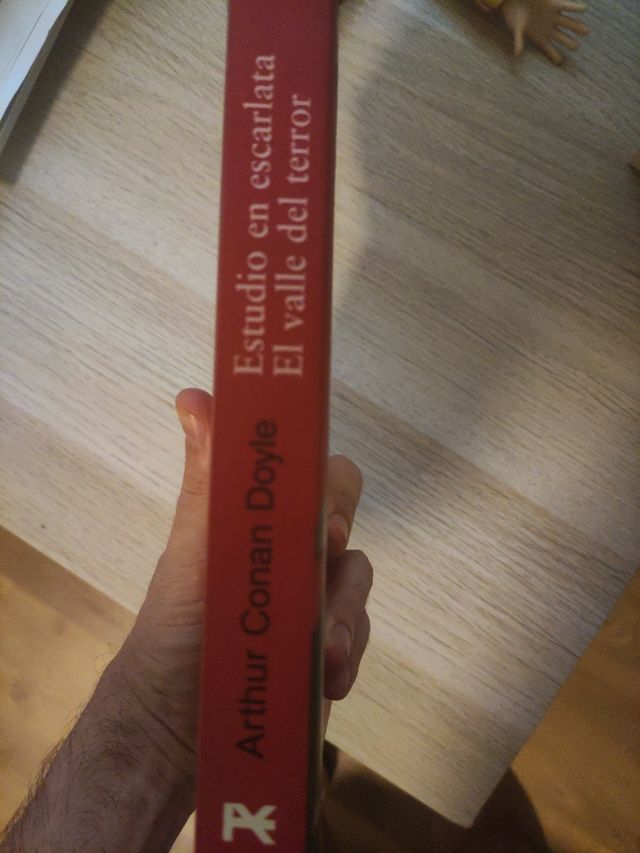 Arthur Conan Doyle
Estudio en escarlata
El valle del terror